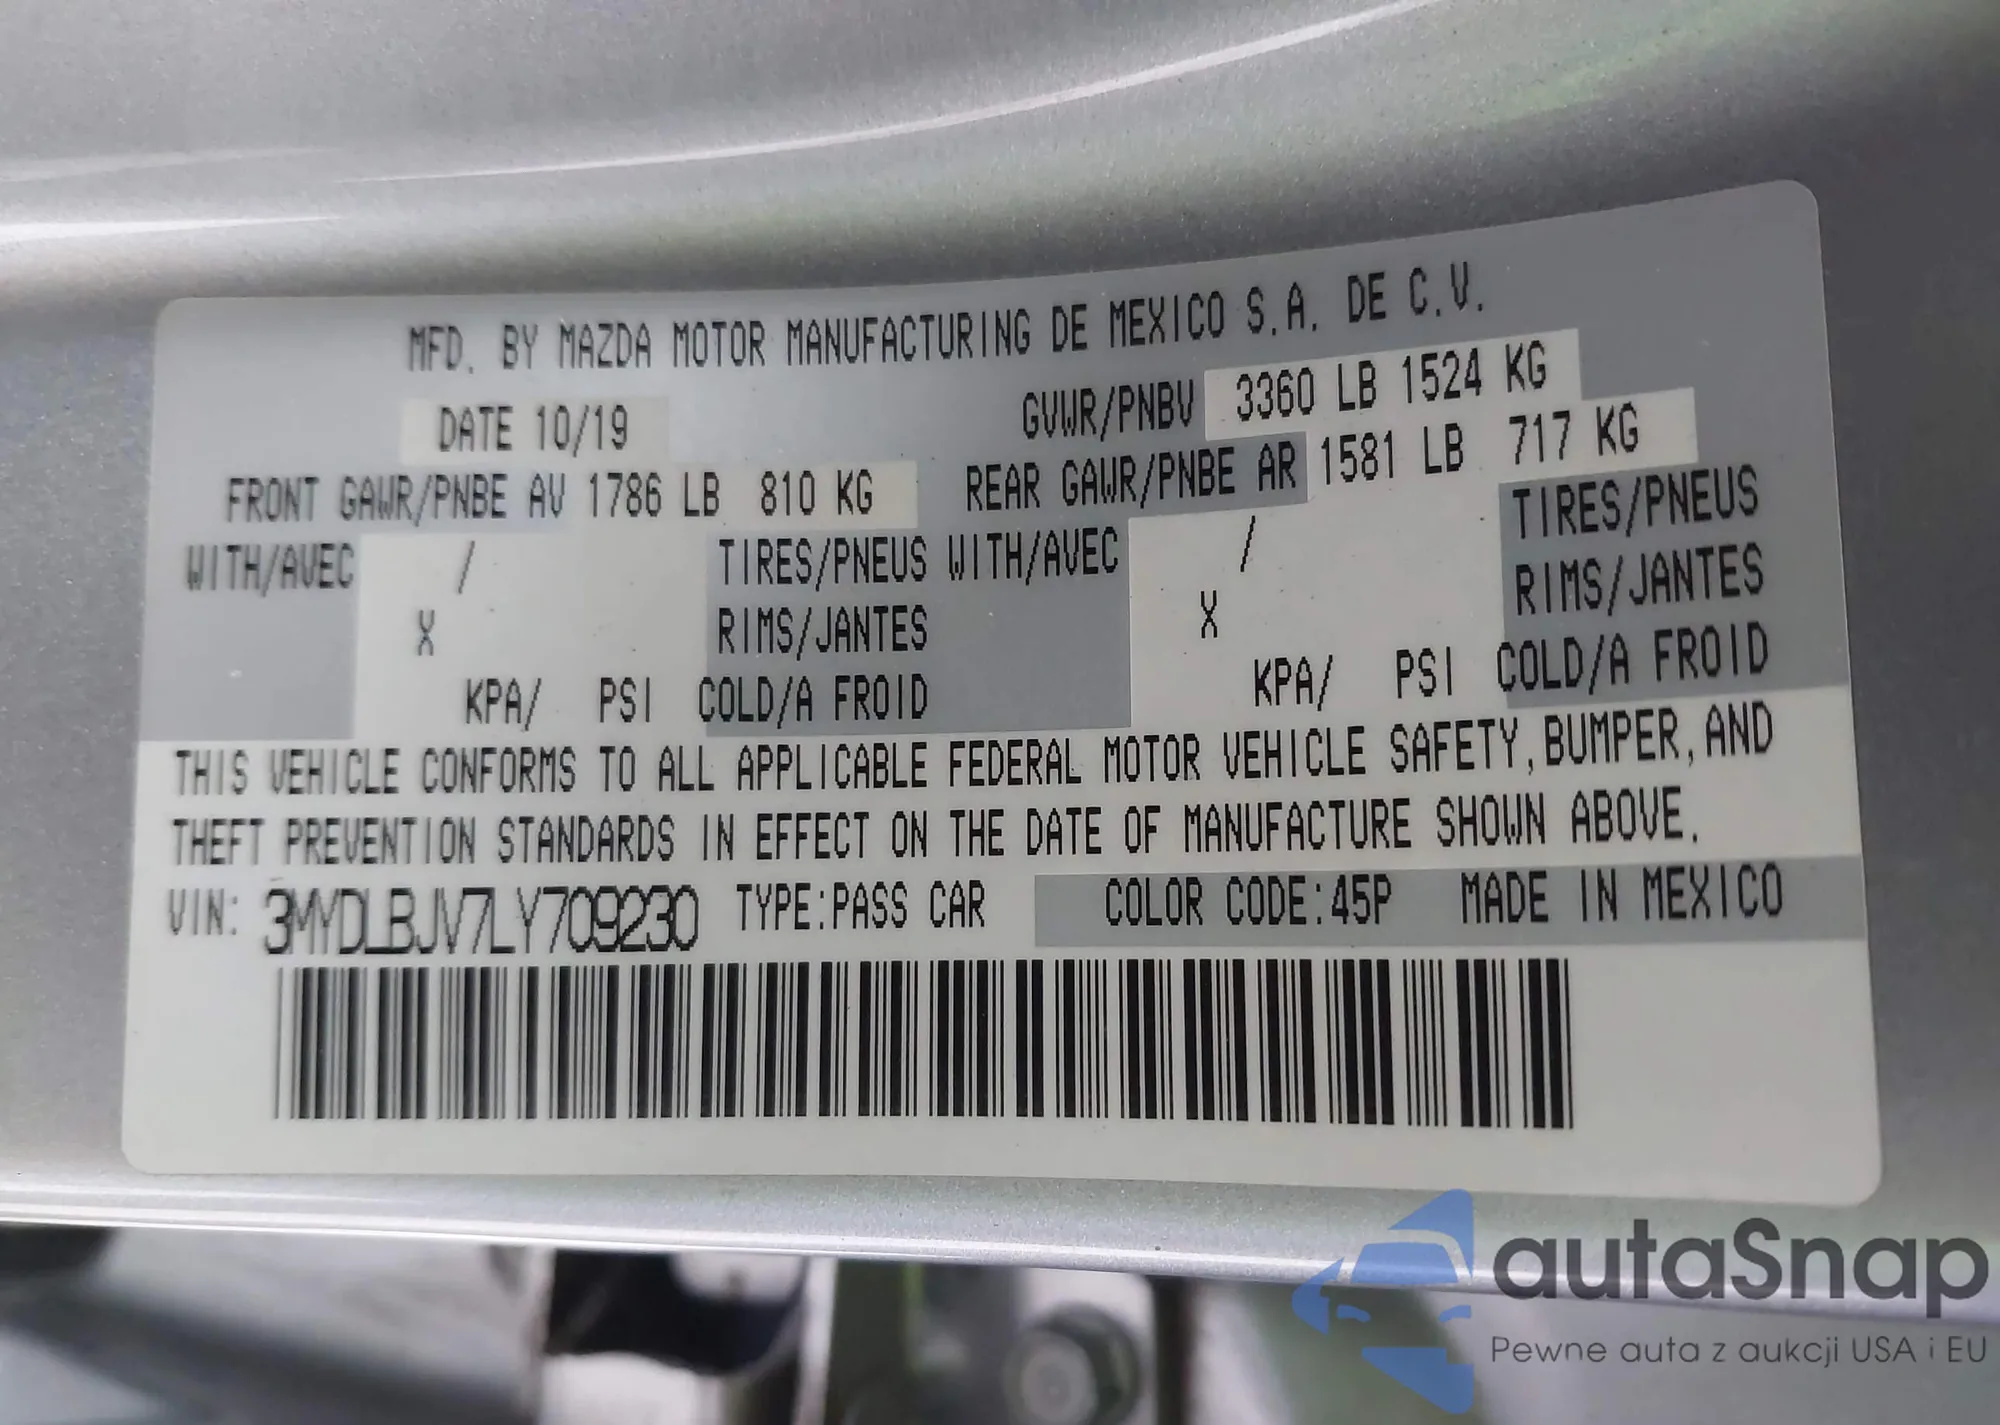 MFD. BY MAZDA MOTOR MANUFACTURING DE MEXICO S.A. DE C.V.
DATE 10/19 GVWR/PNBV 3360 LB 1524 KG
FRONT GAWR/PNBE AV 1786 LB 810 KG REAR GAWR/PNBE AR 1581 LB 717 KG
WITH/AVEC / TIRES/PNEUS WITH/AVEC / TIRES/PNEUS
X RIMS/JANTES X RIMS/JANTES
KPA/ PSI COLD/A FROID KPA/ PSI COLD/A FROID
THIS VEHICLE CONFORMS TO ALL APPLICABLE FEDERAL MOTOR VEHICLE SAFETY, BUMPER, AND
THEFT PREVENTION STANDARDS IN EFFECT ON THE DATE OF MANUFACTURE SHOWN ABOVE.
VIN: 3MYDLBJV7LY709230 TYPE:PASS CAR COLOR CODE:45P MADE IN MEXICO
autaSnap
Pewne auta z aukcji USA i EU